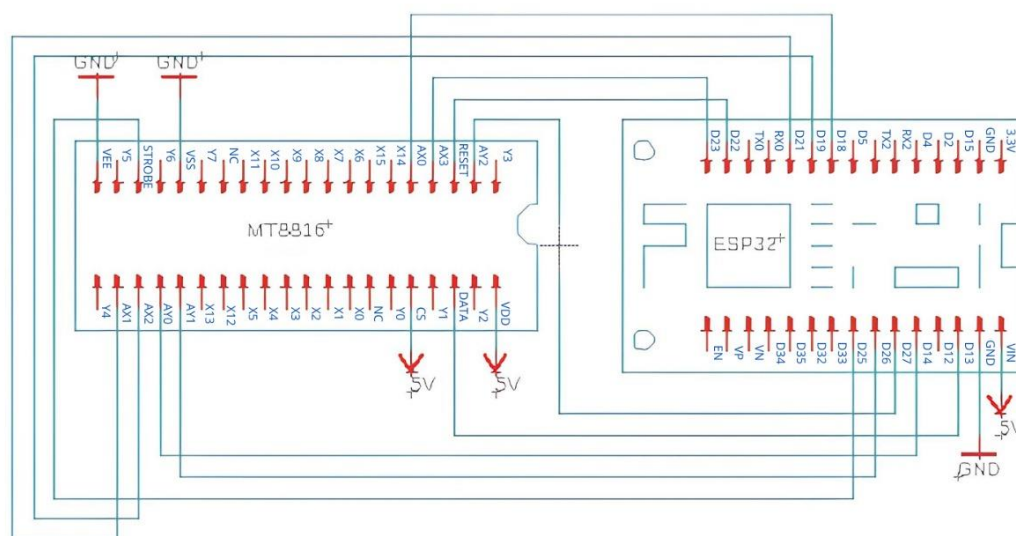 GND
GND
VEE
Y5
STROBE
Y6
VSS
Y7
NC
X11
X10
X9
X8
X7
X6
X15
X14
AX0
AX3
RESET
AY2
Y3
MT8816
Y4
AX1
AX2
AY0
AY1
X13
X12
X5
X4
X3
X2
X1
X0
NC
Y0
CS
Y1
DATA
Y2
VDD
5V
5V
D23
D22
TX0
RX0
D21
D19
D18
D5
TX2
RX2
D4
D2
D15
GND
3.3V
ESP32
EN
VP
VN
D34
D35
D32
D33
D25
D26
D27
D14
D12
D13
GND
VIN
5V
GND